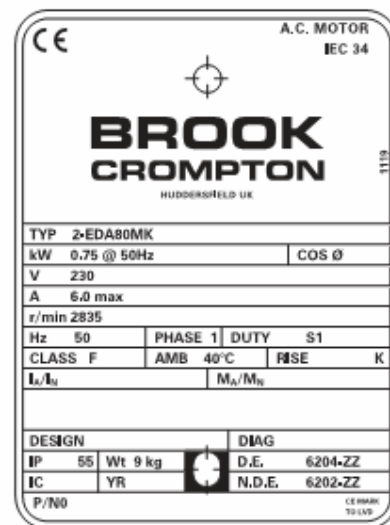 CE
A.C. MOTOR
IEC 34
BROOK
CROMPTON
HUDDERSFIELD UK
1119
TYP 2-EDA80MK
kW 0.75 @ 50Hz COS Ø
V 230
A 6.0 max
r/min 2835
Hz 50 PHASE 1 DUTY S1
CLASS F AMB 40°C RISE K
IA/IN MA/MN
DESIGN DIAG
IP 55 Wt 9 kg D.E. 6204-ZZ
IC YR N.D.E. 6202-ZZ
P/N0 CE MARK
TO LVD